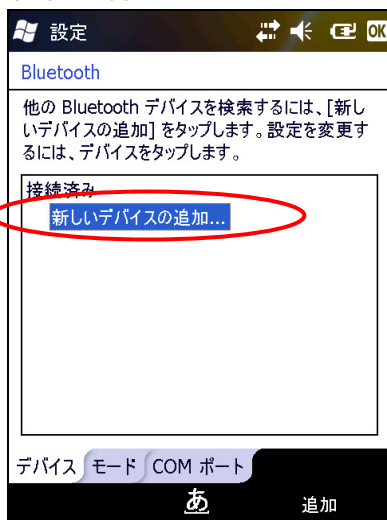 設定
OK
Bluetooth
他の Bluetooth デバイスを検索するには、[新し
いデバイスの追加] をタップします。設定を変更す
るには、デバイスをタップします。
接続済み
新しいデバイスの追加...
デバイス モード COM ポート
あ 追加